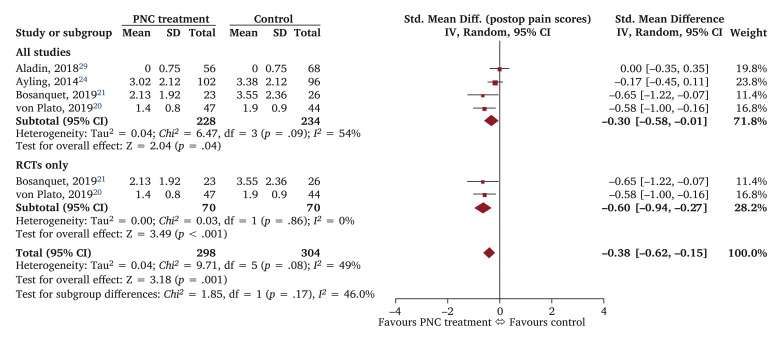 PNC treatment Control Std. Mean Diff. (postop pain scores) Std. Mean Difference
Study or subgroup Mean SD Total Mean SD Total IV, Random, 95% CI IV, Random, 95% CI Weight
All studies
Aladin, 2018²⁹ 0 0.75 56 0 0.75 68 0.00 [−0.35, 0.35] 19.8%
Ayling, 2014²⁴ 3.02 2.12 102 3.38 2.12 96 −0.17 [−0.45, 0.11] 23.8%
Bosanquet, 2019²¹ 2.13 1.92 23 3.55 2.36 26 −0.65 [−1.22, −0.07] 11.4%
von Plato, 2019²⁰ 1.4 0.8 47 1.9 0.9 44 −0.58 [−1.00, −0.16] 16.8%
Subtotal (95% CI) 228 234 −0.30 [−0.58, −0.01] 71.8%
Heterogeneity: Tau² = 0.04; Chi² = 6.47, df = 3 (p = .09); I² = 54%
Test for overall effect: Z = 2.04 (p = .04)
RCTs only
Bosanquet, 2019²¹ 2.13 1.92 23 3.55 2.36 26 −0.65 [−1.22, −0.07] 11.4%
von Plato, 2019²⁰ 1.4 0.8 47 1.9 0.9 44 −0.58 [−1.00, −0.16] 16.8%
Subtotal (95% CI) 70 70 −0.60 [−0.94, −0.27] 28.2%
Heterogeneity: Tau² = 0.00; Chi² = 0.03, df = 1 (p = .86); I² = 0%
Test for overall effect: Z = 3.49 (p < .001)
Total (95% CI) 298 304 −0.38 [−0.62, −0.15] 100.0%
Heterogeneity: Tau² = 0.04; Chi² = 9.71, df = 5 (p = .08); I² = 49%
Test for overall effect: Z = 3.18 (p = .001)
Test for subgroup differences: Chi² = 1.85, df = 1 (p = .17), I² = 46.0%
−4 −2 0 2 4
Favours PNC treatment ⇔ Favours control